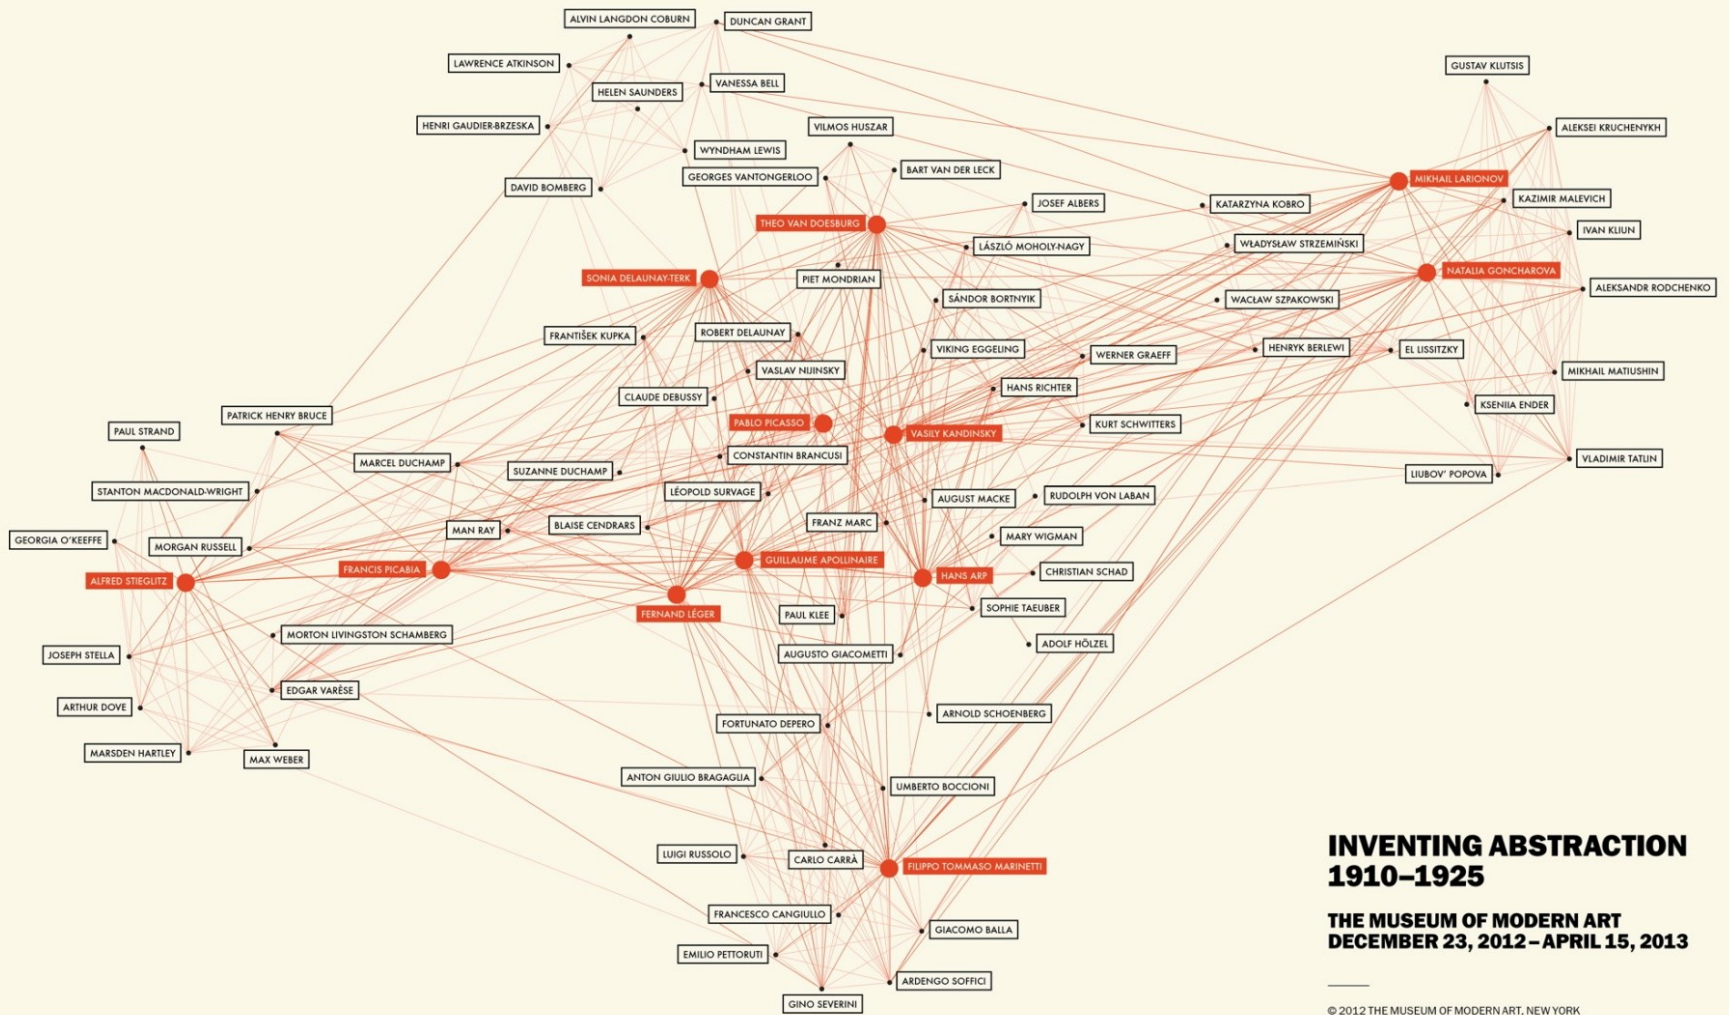 ALVIN LANGDON COBURN
DUNCAN GRANT
LAWRENCE ATKINSON
GUSTAV KLUTSIS
VANESSA BELL
HELEN SAUNDERS
HENRI GAUDIER-BRZESKA
VILMOS HUSZAR
ALEKSEI KRUCHENYKH
WYNDHAM LEWIS
BART VAN DER LECK
GEORGES VANTONGERLOO
MIKHAIL LARIONOV
DAVID BOMBERG
KAZIMIR MALEVICH
JOSEF ALBERS
KATARZYNA KOBRO
THEO VAN DOESBURG
IVAN KLIUN
LÁSZLÓ MOHOLY-NAGY
WŁADYSŁAW STRZEMIŃSKI
NATALIA GONCHAROVA
SONIA DELAUNAY-TERK
PIET MONDRIAN
ALEKSANDR RODCHENKO
SÁNDOR BORTNYIK
WACŁAW SZPAKOWSKI
FRANTIŠEK KUPKA
ROBERT DELAUNAY
VIKING EGGELING
WERNER GRAEFF
HENRYK BERLEWI
EL LISSITZKY
VASLAV NIJINSKY
MIKHAIL MATIUSHIN
HANS RICHTER
CLAUDE DEBUSSY
KSENIIA ENDER
PATRICK HENRY BRUCE
PABLO PICASSO
KURT SCHWITTERS
PAUL STRAND
VASILY KANDINSKY
CONSTANTIN BRANCUSI
VLADIMIR TATLIN
MARCEL DUCHAMP
SUZANNE DUCHAMP
LIUBOV' POPOVA
STANTON MACDONALD-WRIGHT
LÉOPOLD SURVAGE
AUGUST MACKE
RUDOLPH VON LABAN
FRANZ MARC
BLAISE CENDRARS
MAN RAY
MARY WIGMAN
GEORGIA O'KEEFFE
MORGAN RUSSELL
GUILLAUME APOLLINAIRE
FRANCIS PICABIA
HANS ARP
CHRISTIAN SCHAD
ALFRED STIEGLITZ
SOPHIE TAEUBER
FERNAND LÉGER
PAUL KLEE
MORTON LIVINGSTON SCHAMBERG
ADOLF HÖLZEL
JOSEPH STELLA
AUGUSTO GIACOMETTI
EDGAR VARÈSE
ARTHUR DOVE
ARNOLD SCHOENBERG
FORTUNATO DEPERO
MARSDEN HARTLEY
MAX WEBER
ANTON GIULIO BRAGAGLIA
UMBERTO BOCCIONI
LUIGI RUSSOLO
CARLO CARRÀ
FILIPPO TOMMASO MARINETTI
FRANCESCO CANGIULLO
GIACOMO BALLA
EMILIO PETTORUTI
ARDENGO SOFFICI
GINO SEVERINI
INVENTING ABSTRACTION
1910–1925
THE MUSEUM OF MODERN ART
DECEMBER 23, 2012–APRIL 15, 2013
© 2012 THE MUSEUM OF MODERN ART, NEW YORK